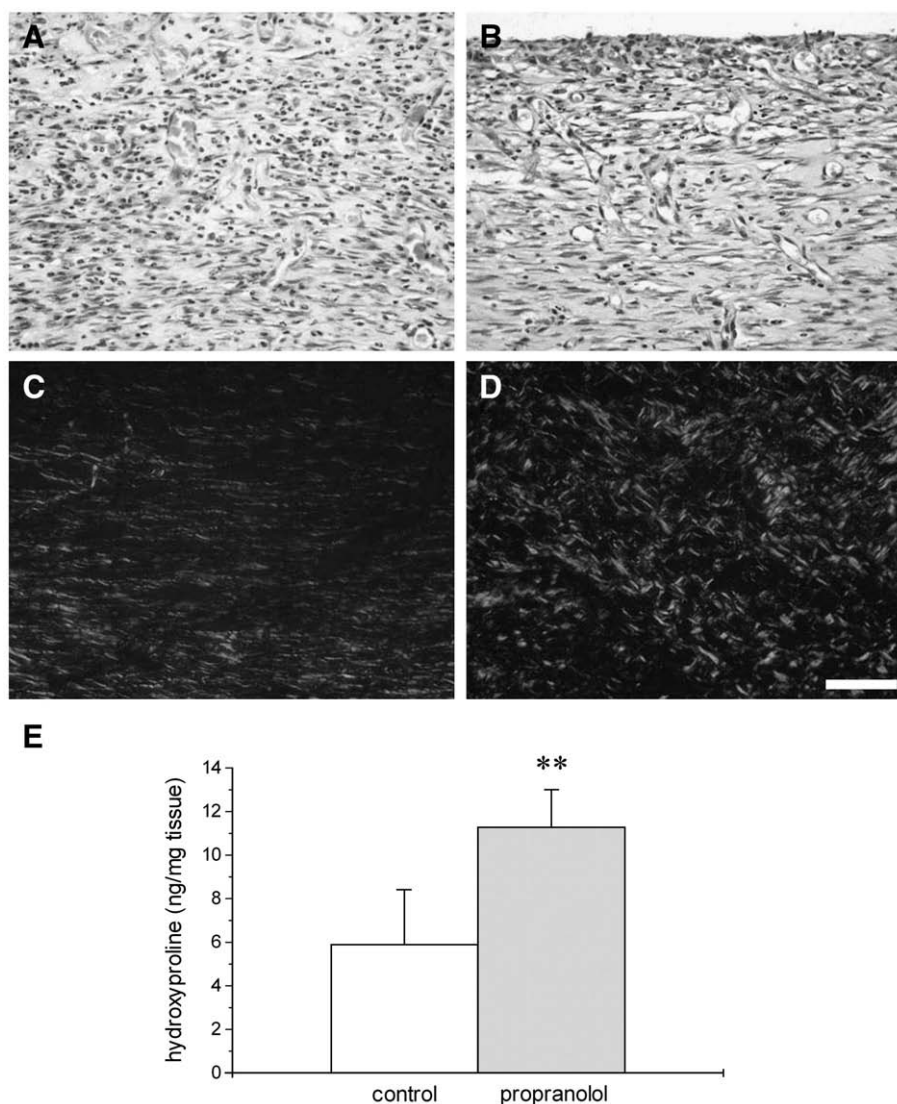 A
B
C
D
E
hydroxyproline (ng/mg tissue)
14
12
10
8
6
4
2
0
**
control
propranolol